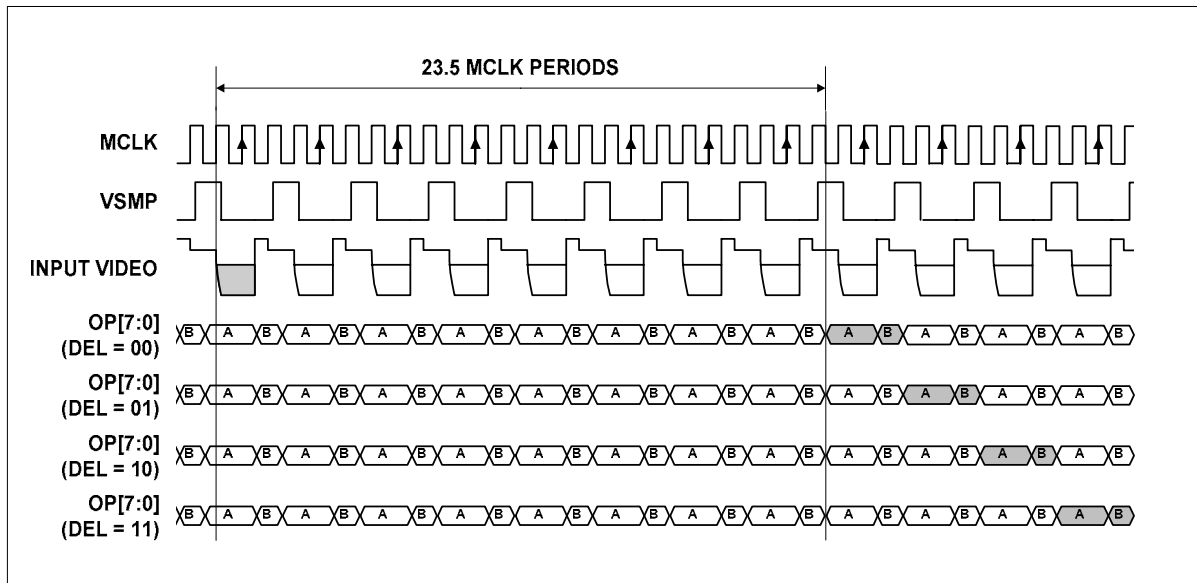 23.5 MCLK PERIODS
MCLK
VSMP
INPUT VIDEO
OP[7:0]
(DEL = 00)
B A B A B A B A B A B A B A B A B A B A B A B A B
OP[7:0]
(DEL = 01)
B A B A B A B A B A B A B A B A B A B A B A B A B
OP[7:0]
(DEL = 10)
B A B A B A B A B A B A B A B A B A B A B A B A B
OP[7:0]
(DEL = 11)
B A B A B A B A B A B A B A B A B A B A B A B A B